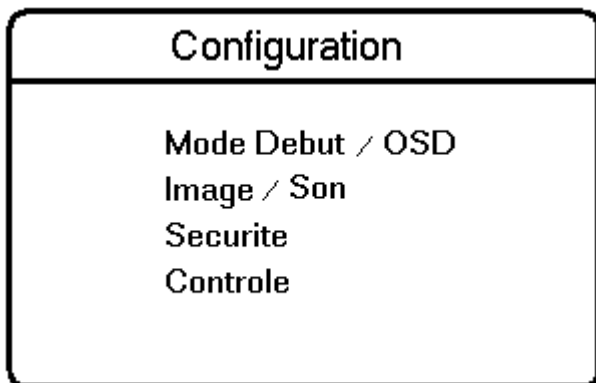 Configuration
Mode Debut / OSD
Image / Son
Securite
Controle